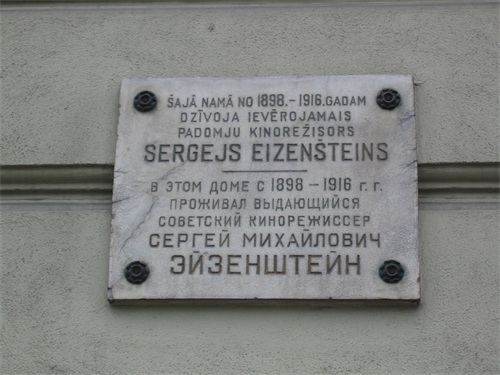 ŠAJĀ NAMĀ NO 1898.-1916.GADAM
DZĪVOJA IEVĒROJAMAIS
PADOMJU KINOREŽISORS
SERGEJS EIZENŠTEINS
В ЭТОМ ДОМЕ С 1898 – 1916 г. г.
ПРОЖИВАЛ ВЫДАЮЩИЙСЯ
СОВЕТСКИЙ КИНОРЕЖИССЕР
СЕРГЕЙ МИХАЙЛОВИЧ
ЭЙЗЕНШТЕЙН